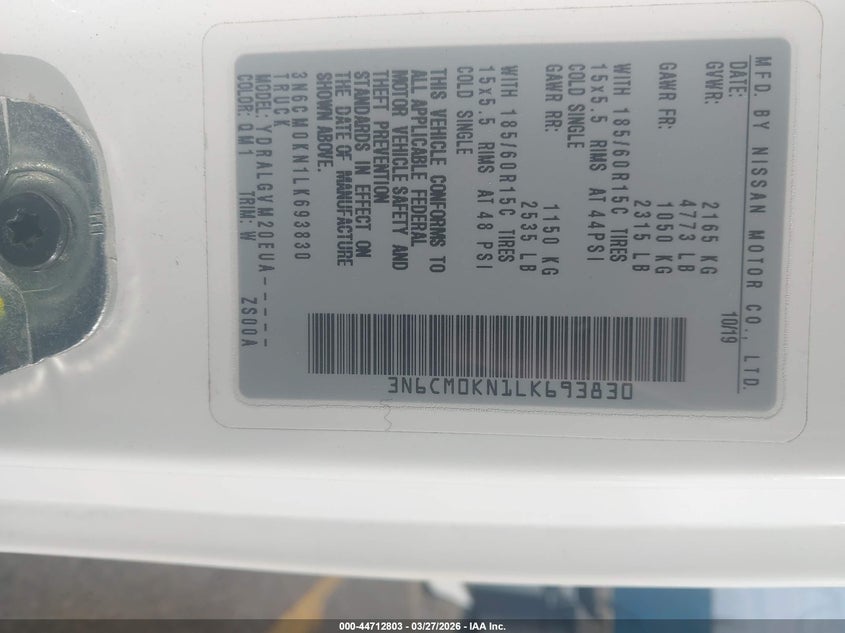 MFD. BY NISSAN MOTOR CO., LTD.
DATE: 10/19
GVWR: 2165 KG
4773 LB
GAWR FR: 1050 KG
2315 LB
WITH 185/60R15C TIRES
15x5.5 RIMS AT 44PSI
COLD SINGLE
GAWR RR: 1150 KG
2535 LB
WITH 185/60R15C TIRES
15x5.5 RIMS AT 48 PSI
COLD SINGLE
THIS VEHICLE CONFORMS TO
ALL APPLICABLE FEDERAL
MOTOR VEHICLE SAFETY AND
THEFT PREVENTION
STANDARDS IN EFFECT ON
THE DATE OF MANUFACTURE
SHOWN ABOVE.
3N6CM0KN1LK693830
TRUCK
MODEL: YDRALGVM20EUA-----
COLOR: QM1 TRIM: W ZS00A
3N6CM0KN1LK693830
000-44712803 - 03/27/2026 - IAA, Inc.